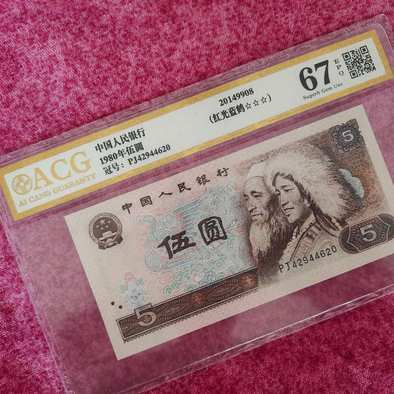 ACG
AI CANG GUARANTY
中国人民银行
1980年伍圆
冠号：PJ42944620
20149908
(红光蓝鹤☆☆☆)
67 EPQ
Superb Gem Unc
中国人民银行
5
伍圆
PJ42944620
5
5